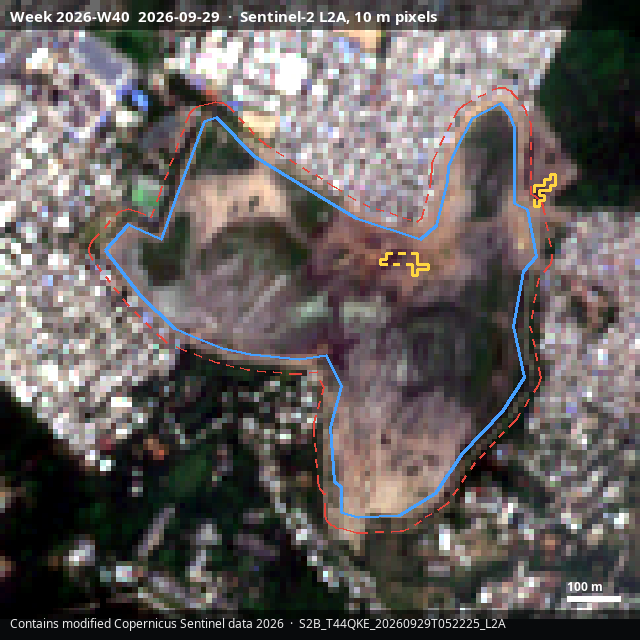 Week 2026-W40  2026-09-29  ·  Sentinel-2 L2A, 10 m pixels
100 m
Contains modified Copernicus Sentinel data 2026  ·  S2B_T44QKE_20260929T052225_L2A